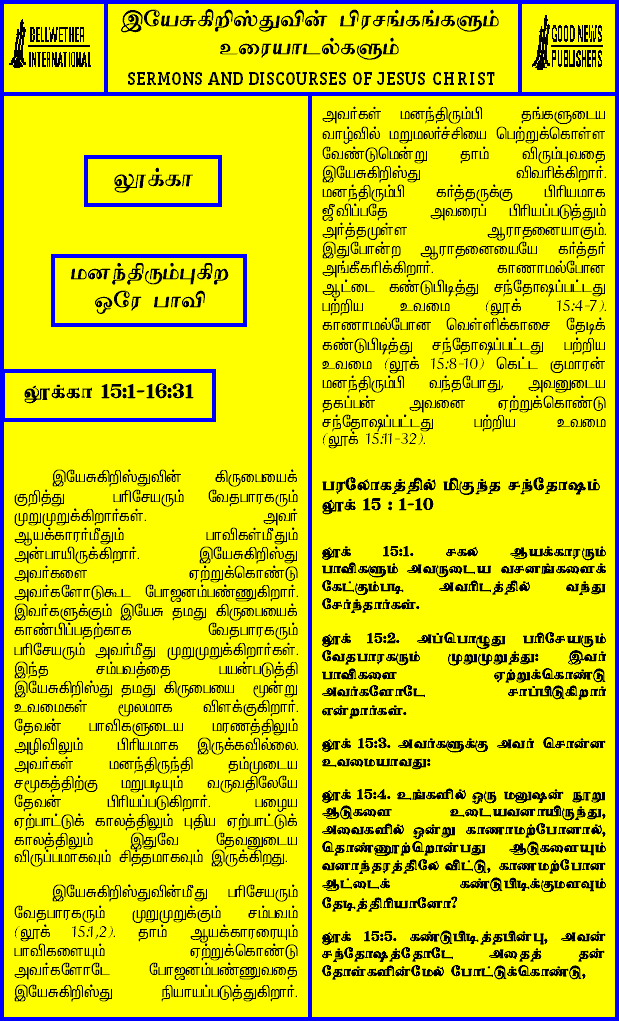 BELLWETHER
INTERNATIONAL
இயேசுகிறிஸ்துவின் பிரசங்கங்களும்
உரையாடல்களும்
SERMONS AND DISCOURSES OF JESUS CHRIST
GOOD NEWS
PUBLISHERS
லூக்கா
மனந்திரும்புகிற
ஒரே பாவி
லூக்கா 15:1-16:31
இயேசுகிறிஸ்துவின் கிருபையைக்
குறித்து பரிசேயரும் வேதபாரகரும்
முறுமுறுக்கிறார்கள். அவர்
ஆயக்காரர்மீதும் பாவிகள்மீதும்
அன்பாயிருக்கிறார். இயேசுகிறிஸ்து
அவர்களை ஏற்றுக்கொண்டு
அவர்களோடுகூட போஜனம்பண்ணுகிறார்.
இவர்களுக்கும் இயேசு தமது கிருபையைக்
காண்பிப்பதற்காக வேதபாரகரும்
பரிசேயரும் அவர்மீது முறுமுறுக்கிறார்கள்.
இந்த சம்பவத்தை பயன்படுத்தி
இயேசுகிறிஸ்து தமது கிருபையை மூன்று
உவமைகள் மூலமாக விளக்குகிறார்.
தேவன் பாவிகளுடைய மரணத்திலும்
அழிவிலும் பிரியமாக இருக்கவில்லை.
அவர்கள் மனந்திருந்தி தம்முடைய
சமூகத்திற்கு மறுபடியும் வருவதிலேயே
தேவன் பிரியப்படுகிறார். பழைய
ஏற்பாட்டுக் காலத்திலும் புதிய ஏற்பாட்டுக்
காலத்திலும் இதுவே தேவனுடைய
விருப்பமாகவும் சித்தமாகவும் இருக்கிறது.
இயேசுகிறிஸ்துவின்மீது பரிசேயரும்
வேதபாரகரும் முறுமுறுக்கும் சம்பவம்
(லூக் 15:1,2). தாம் ஆயக்காரரையும்
பாவிகளையும் ஏற்றுக்கொண்டு
அவர்களோடே போஜனம்பண்ணுவதை
இயேசுகிறிஸ்து நியாயப்படுத்துகிறார்.
அவர்கள் மனந்திரும்பி தங்களுடைய
வாழ்வில் மறுமலர்ச்சியை பெற்றுக்கொள்ள
வேண்டுமென்று தாம் விரும்புவதை
இயேசுகிறிஸ்து விவரிக்கிறார்.
மனந்திரும்பி கர்த்தருக்கு பிரியமாக
ஜீவிப்பதே அவரைப் பிரியப்படுத்தும்
அர்த்தமுள்ள ஆராதனையாகும்.
இதுபோன்ற ஆராதனையையே கர்த்தர்
அங்கீகரிக்கிறார். காணாமல்போன
ஆட்டை கண்டுபிடித்து சந்தோஷப்பட்டது
பற்றிய உவமை (லூக் 15:4-7).
காணாமல்போன வெள்ளிக்காசை தேடிக்
கண்டுபிடித்து சந்தோஷப்பட்டது பற்றிய
உவமை (லூக் 15:8-10) கெட்ட குமாரன்
மனந்திரும்பி வந்தபோது, அவனுடைய
தகப்பன் அவனை ஏற்றுக்கொண்டு
சந்தோஷப்பட்டது பற்றிய உவமை
(லூக் 15:11-32).
பரலோகத்தில் மிகுந்த சந்தோஷம்
லூக் 15 : 1-10
லூக் 15:1. சகல ஆயக்காரரும்
பாவிகளும் அவருடைய வசனங்களைக்
கேட்கும்படி அவரிடத்தில் வந்து
சேர்ந்தார்கள்.
லூக் 15:2. அப்பொழுது பரிசேயரும்
வேதபாரகரும் முறுமுறுத்து: இவர்
பாவிகளை ஏற்றுக்கொண்டு
அவர்களோடே சாப்பிடுகிறார்
என்றார்கள்.
லூக் 15:3. அவர்களுக்கு அவர் சொன்ன
உவமையாவது:
லூக் 15:4. உங்களில் ஒரு மனுஷன் நூறு
ஆடுகளை உடையவனாயிருந்து,
அவைகளில் ஒன்று காணாமற்போனால்,
தொண்ணூற்றொன்பது ஆடுகளையும்
வனாந்தரத்திலே விட்டு, காணாமற்போன
ஆட்டைக் கண்டுபிடிக்குமளவும்
தேடித்திரியானோ?
லூக் 15:5. கண்டுபிடித்தபின்பு, அவன்
சந்தோஷத்தோடே அதைத் தன்
தோள்களின்மேல் போட்டுக்கொண்டு,